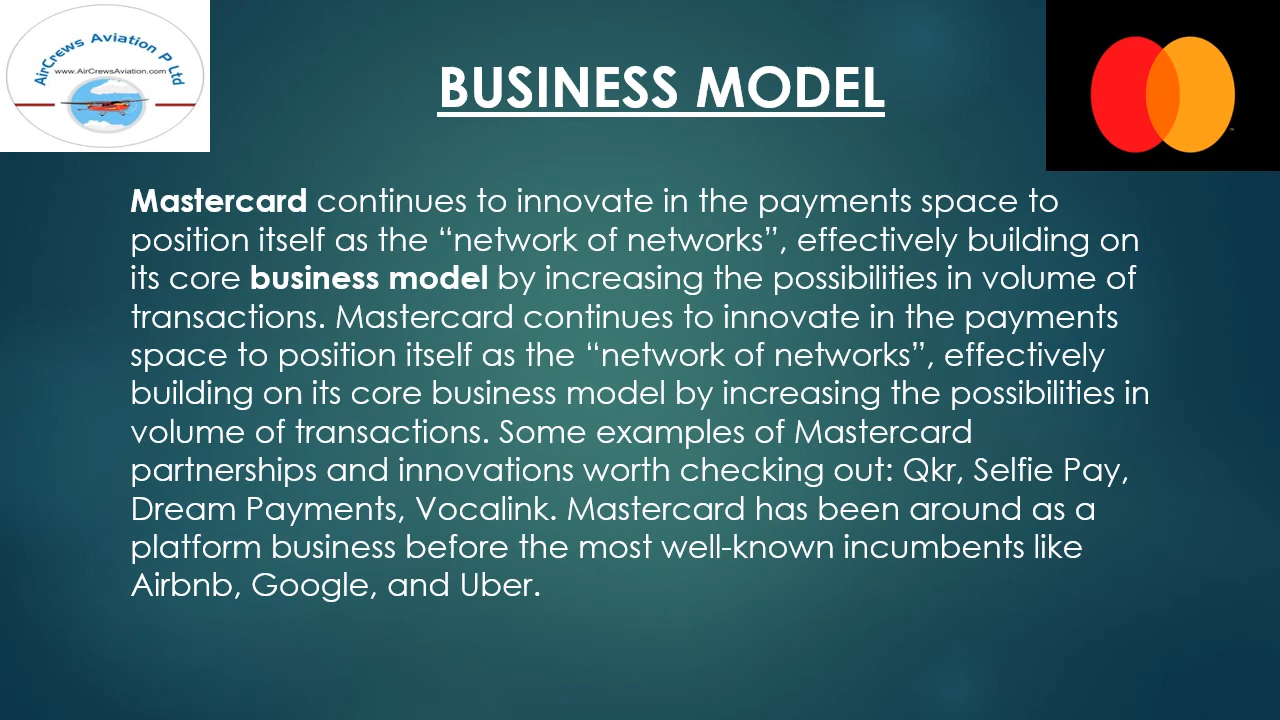 AirCrews Aviation P Ltd
www.AirCrewsAviation.com
BUSINESS MODEL
Mastercard continues to innovate in the payments space to
position itself as the “network of networks”, effectively building on
its core business model by increasing the possibilities in volume of
transactions. Mastercard continues to innovate in the payments
space to position itself as the “network of networks”, effectively
building on its core business model by increasing the possibilities in
volume of transactions. Some examples of Mastercard
partnerships and innovations worth checking out: Qkr, Selfie Pay,
Dream Payments, Vocalink. Mastercard has been around as a
platform business before the most well-known incumbents like
Airbnb, Google, and Uber.